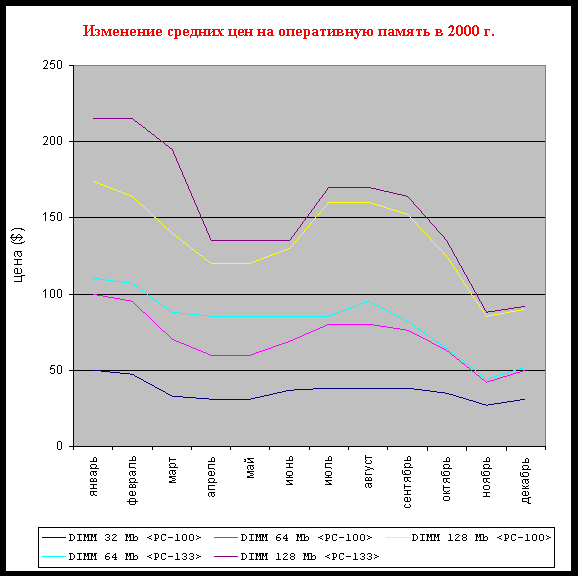 Изменение средних цен на оперативную память в 2000 г.
цена ($)
250
200
150
100
50
0
январь
февраль
март
апрель
май
июнь
июль
август
сентябрь
октябрь
ноябрь
декабрь
DIMM 32 Mb <PC-100> DIMM 64 Mb <PC-100> DIMM 128 Mb <PC-100>
DIMM 64 Mb <PC-133> DIMM 128 Mb <PC-133>